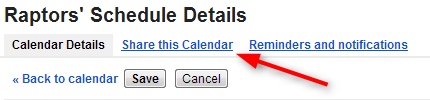 Raptors' Schedule Details
Calendar Details Share this Calendar Reminders and notifications
« Back to calendar Save Cancel